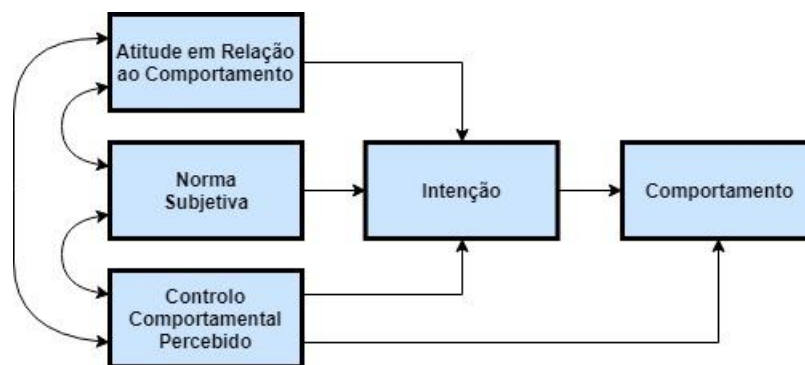 Atitude em Relação
ao Comportamento
Norma
Subjetiva
Intenção
Comportamento
Controlo
Comportamental
Percebido